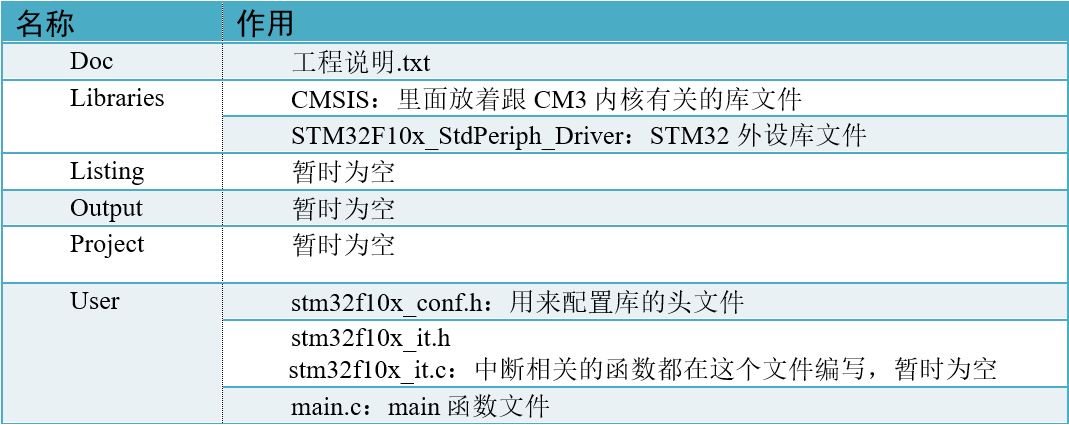 名称 作用
Doc 工程说明.txt
Libraries CMSIS：里面放着跟 CM3 内核有关的库文件
STM32F10x_StdPeriph_Driver：STM32 外设库文件
Listing 暂时为空
Output 暂时为空
Project 暂时为空
User stm32f10x_conf.h：用来配置库的头文件
stm32f10x_it.h
stm32f10x_it.c：中断相关的函数都在这个文件编写，暂时为空
main.c：main 函数文件